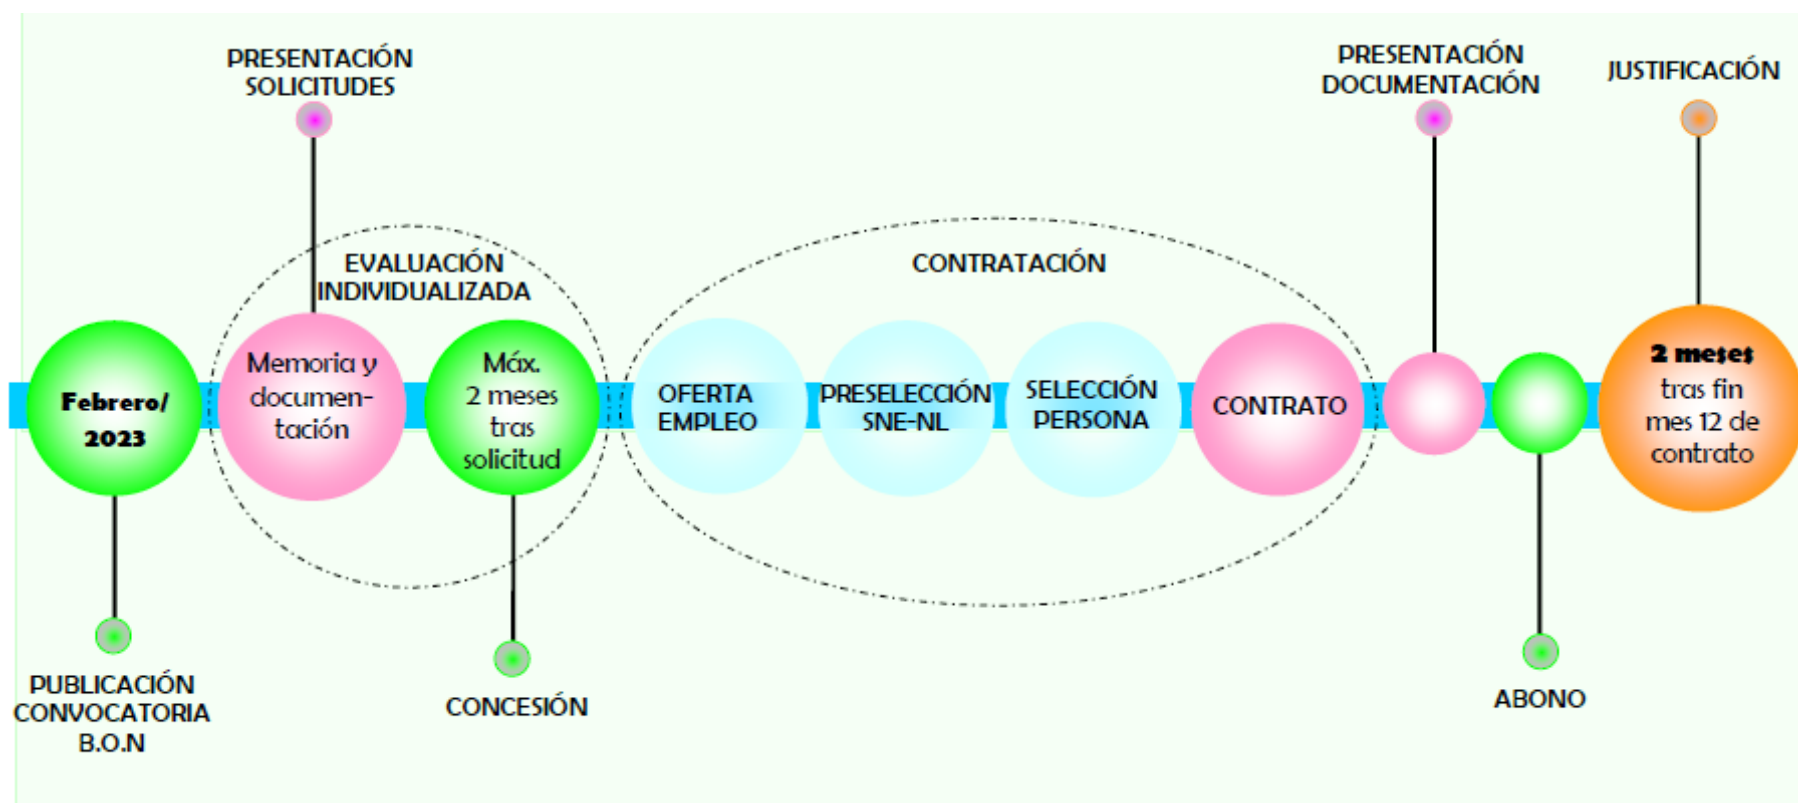 PRESENTACIÓN
SOLICITUDES
PRESENTACIÓN
DOCUMENTACIÓN
JUSTIFICACIÓN
EVALUACIÓN
INDIVIDUALIZADA
CONTRATACIÓN
Febrero/
2023
Memoria y
documen-
tación
Máx.
2 meses
tras
solicitud
OFERTA
EMPLEO
PRESELECCIÓN
SNE-NL
SELECCIÓN
PERSONA
CONTRATO
2 meses
tras fin
mes 12 de
contrato
PUBLICACIÓN
CONVOCATORIA
B.O.N
CONCESIÓN
ABONO